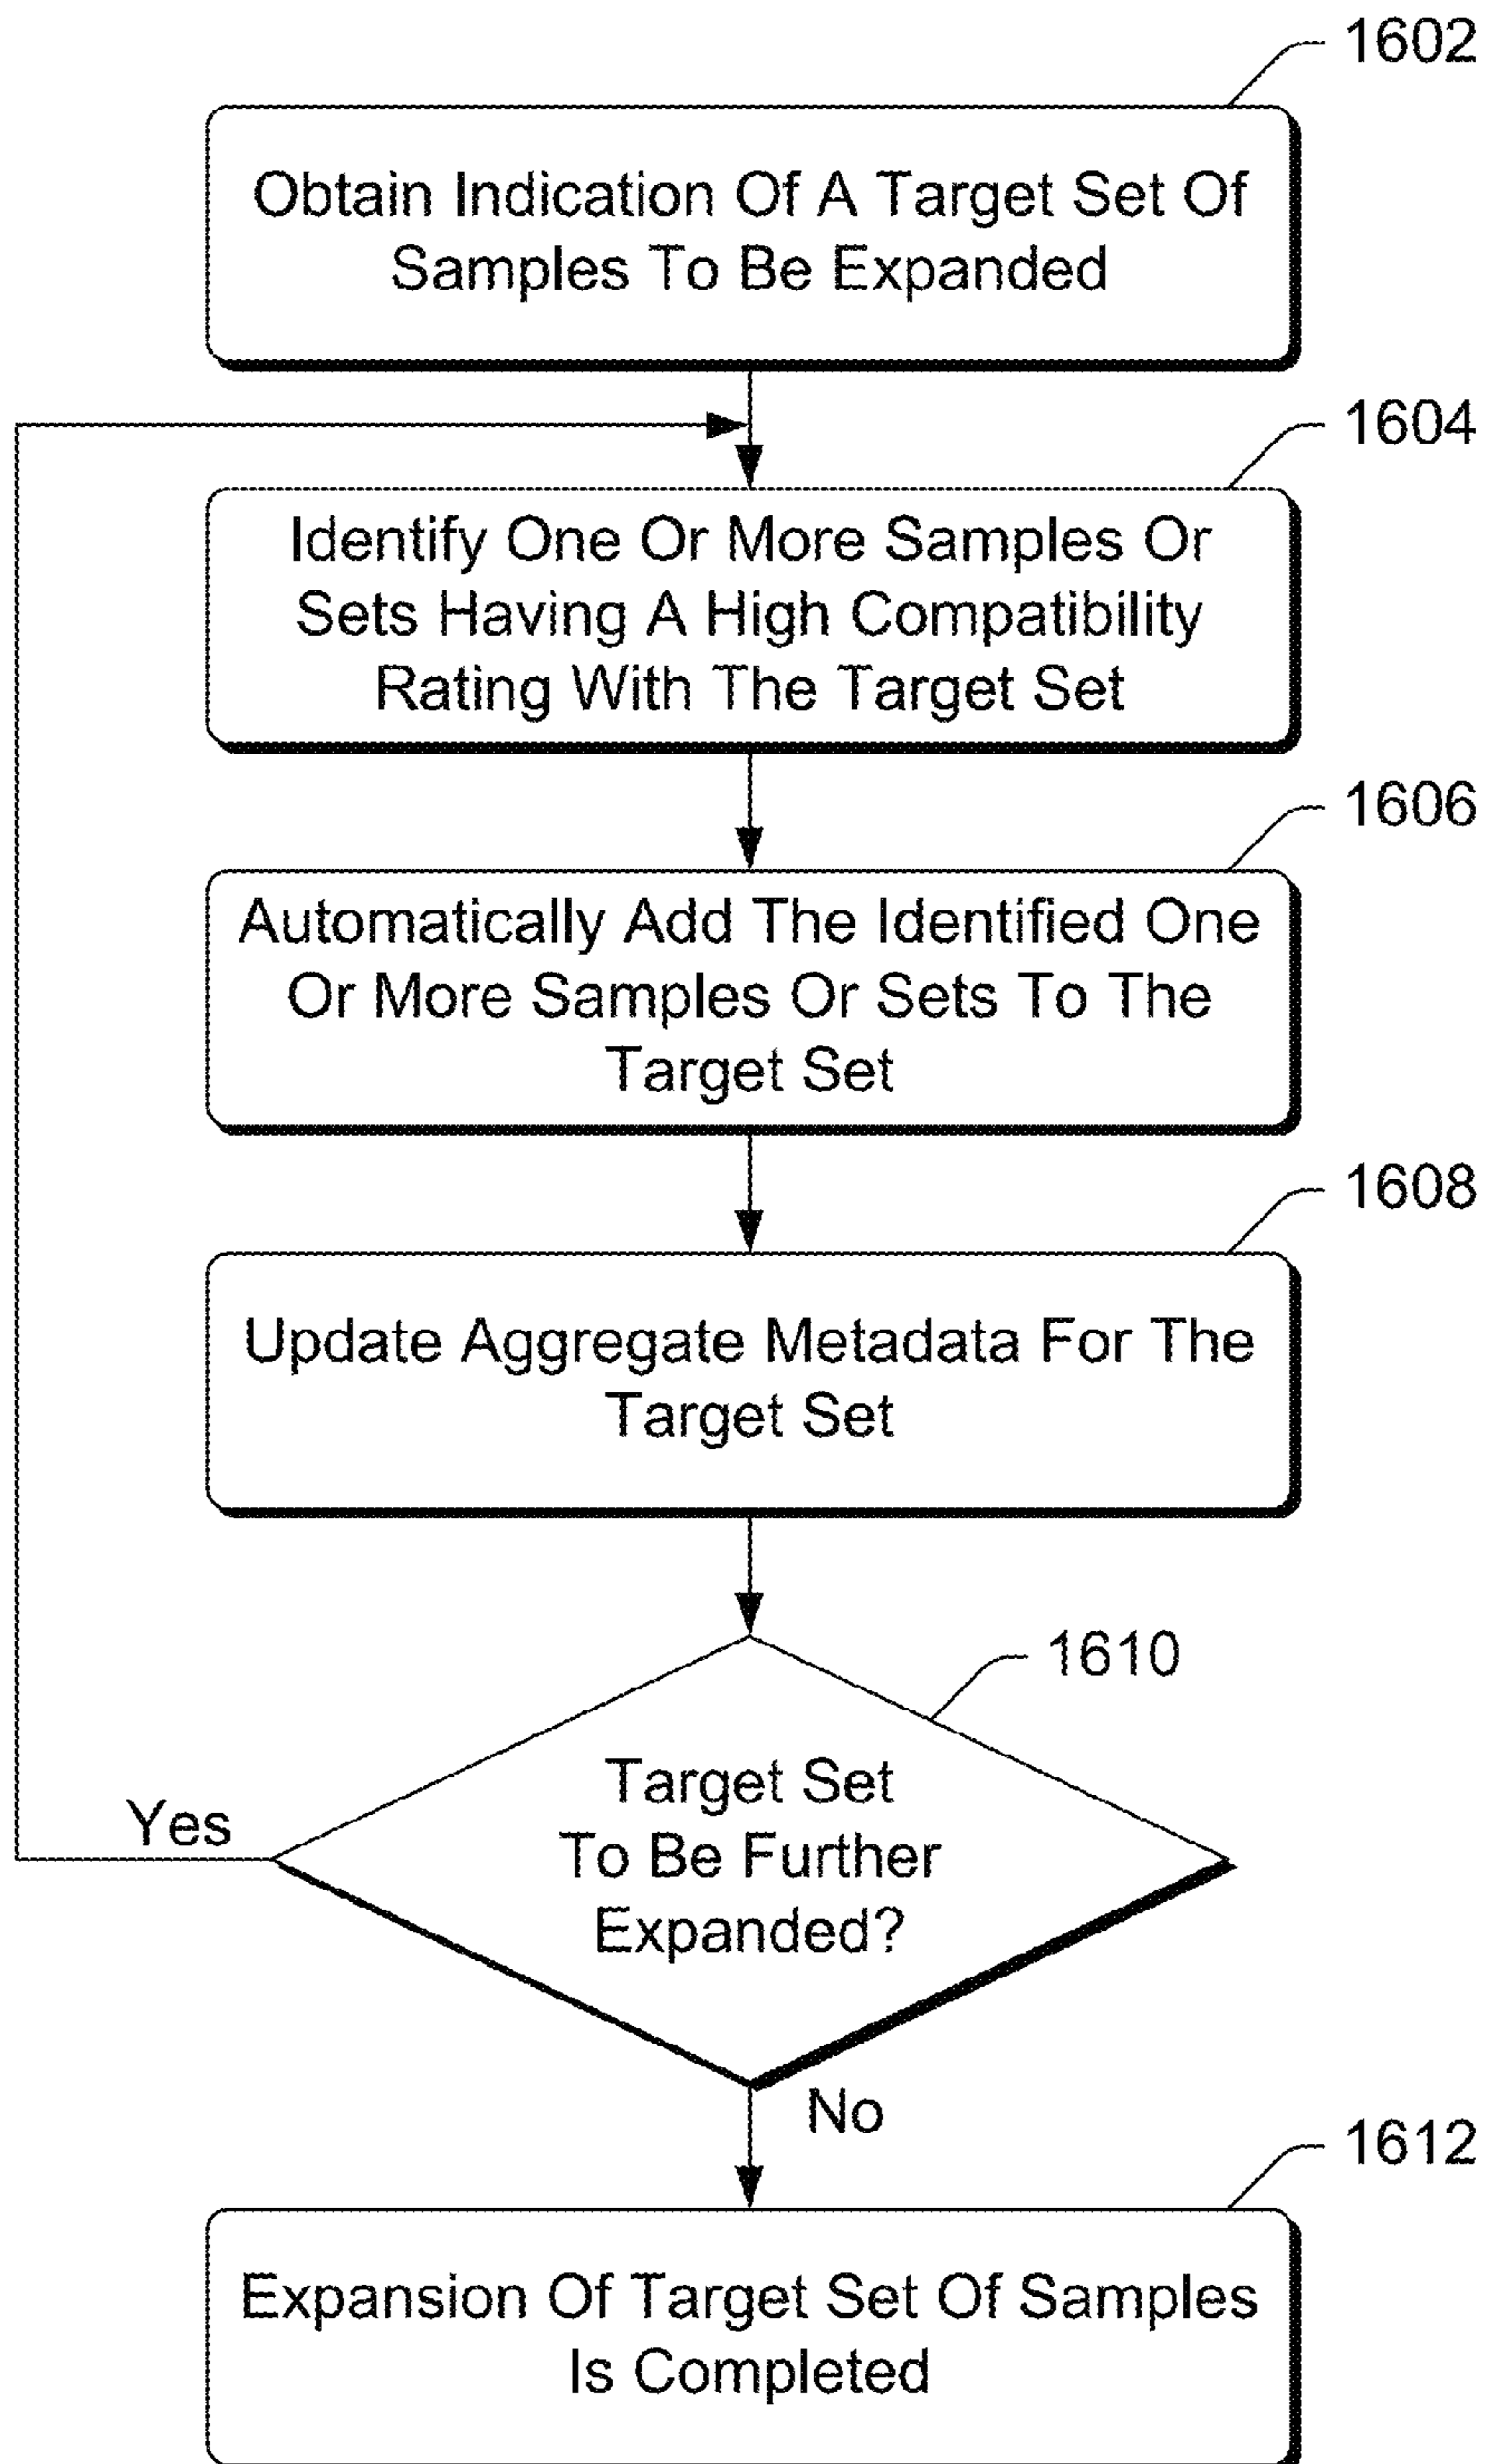 1602
Obtain Indication Of A Target Set Of
Samples To Be Expanded
1604
Identify One Or More Samples Or
Sets Having A High Compatibility
Rating With The Target Set
1606
Automatically Add The Identified One
Or More Samples Or Sets To The
Target Set
1608
Update Aggregate Metadata For The
Target Set
1610
Target Set
To Be Further
Expanded?
Yes
No
1612
Expansion Of Target Set Of Samples
Is Completed